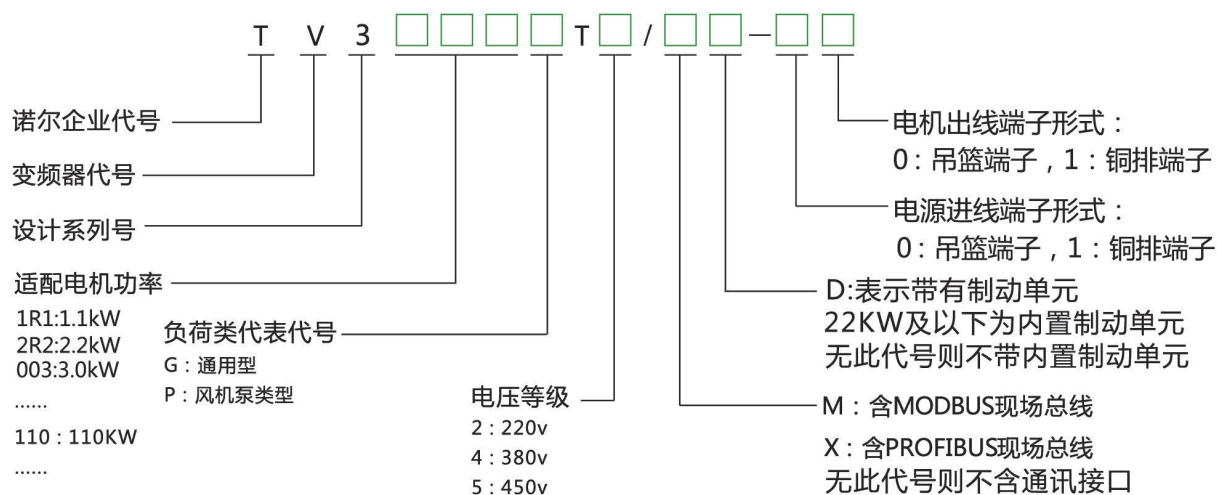 T V 3 □□□□ T □ / □□—□□
诺尔企业代号
变频器代号
设计系列号
适配电机功率
1R1:1.1kW
2R2:2.2kW
003:3.0kW
......
110：110KW
......
负荷类代表代号
G：通用型
P：风机泵类型
电压等级
2：220v
4：380v
5：450v
电机出线端子形式：
0：吊篮端子，1：铜排端子
电源进线端子形式：
0：吊篮端子，1：铜排端子
D:表示带有制动单元
22KW及以下为内置制动单元
无此代号则不带内置制动单元
M：含MODBUS现场总线
X：含PROFIBUS现场总线
无此代号则不含通讯接口